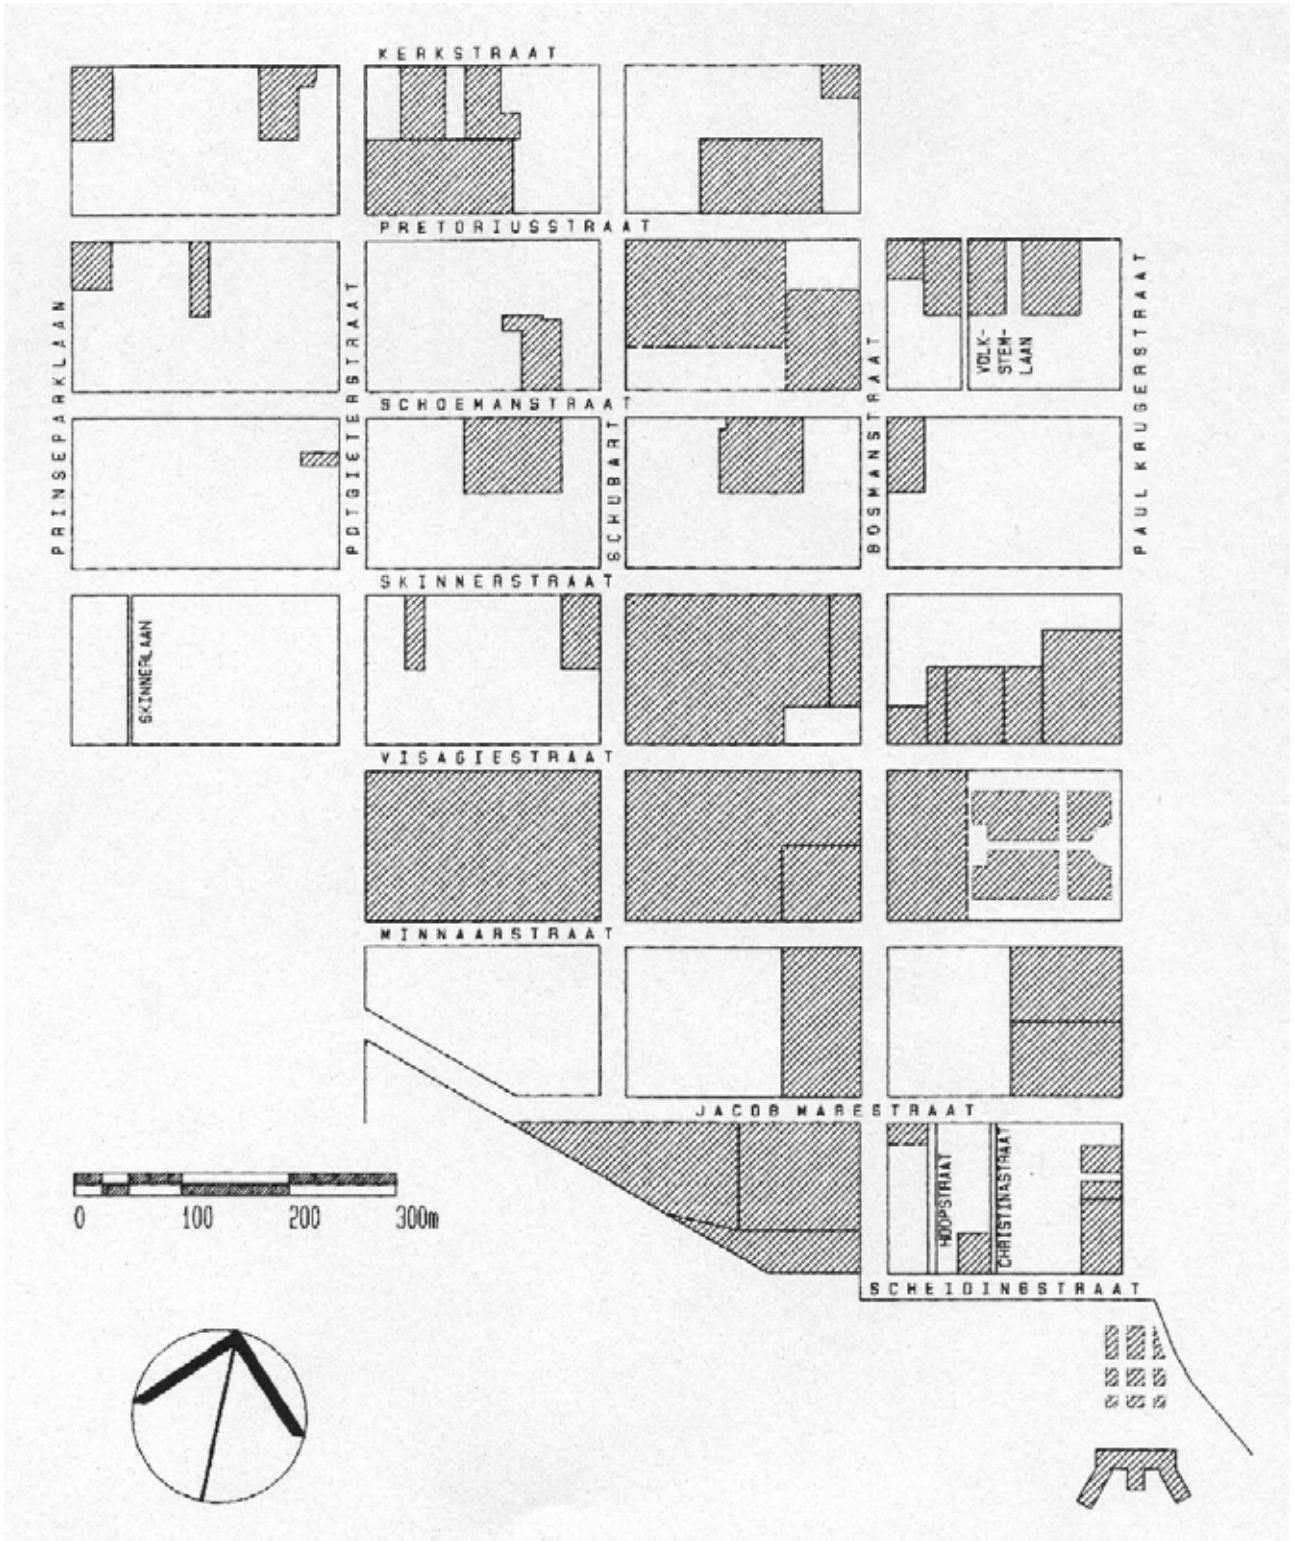 KERKSTRAAT
PRETORIUSSTRAAT
PRINSEPARKLAAN
POTGIETERSTRAAT
BOSMANSTRAAT
VOLK-
STEM-
LAAN
PAUL KRUGERSTRAAT
SCHOEMANSTRAAT
SCHUBART
SKINNERSTRAAT
SKINNERLAAN
VISAGIESTRAAT
MINNAARSTRAAT
JACOB MARESTRAAT
HOOPSTRAAT
CHRISTINASTRAAT
0 100 200 300m
SCHEIDINGSTRAAT